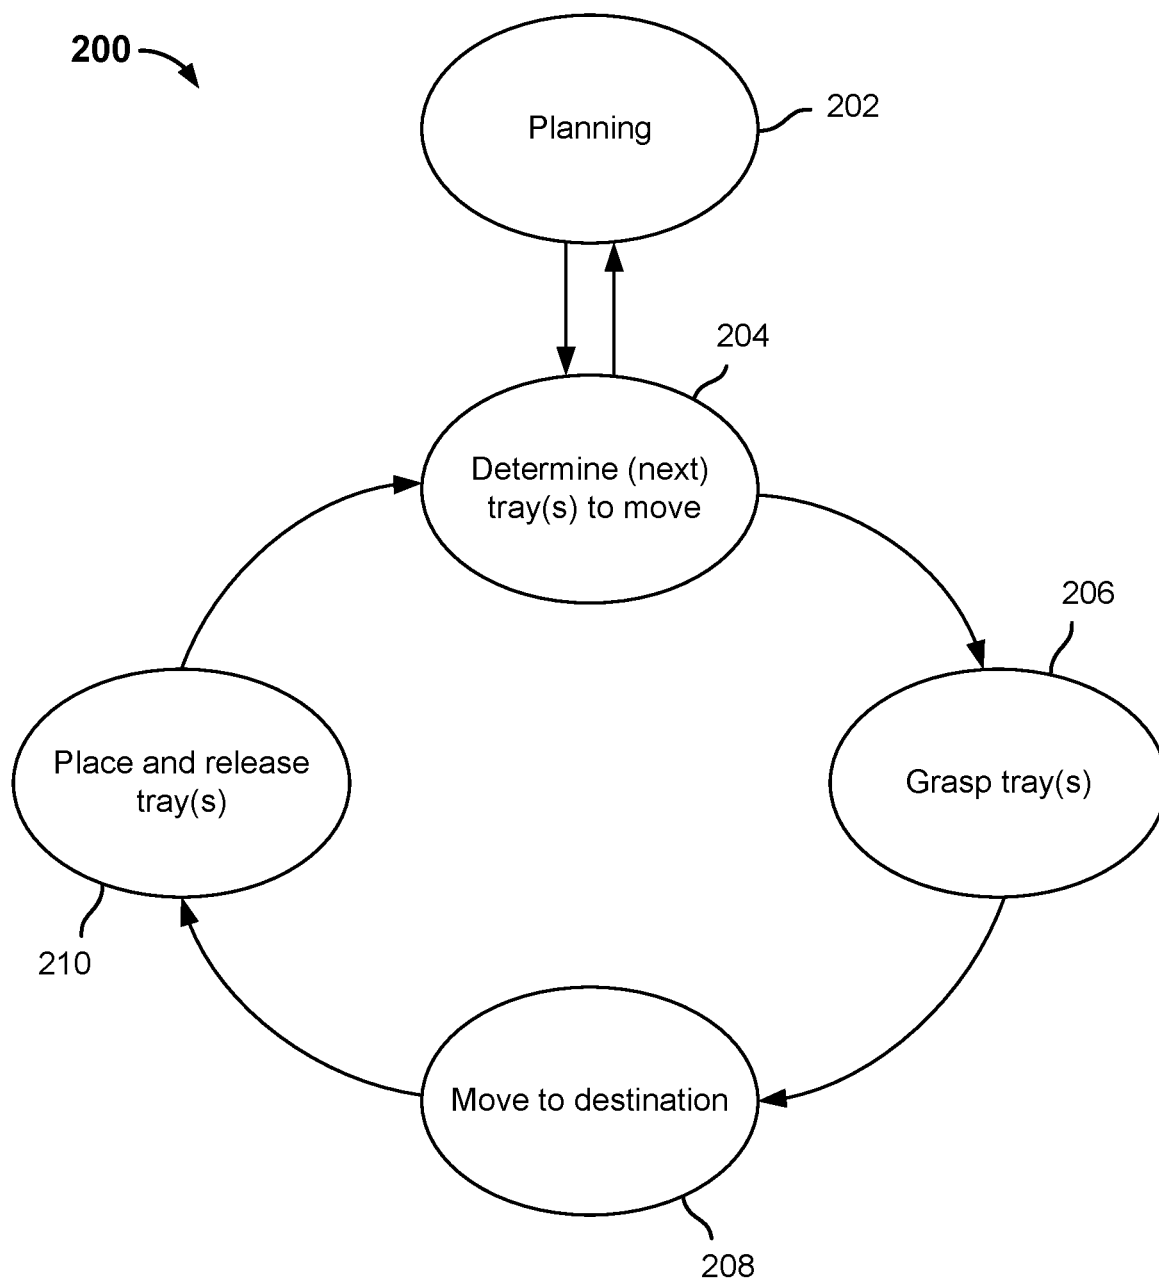 200
Planning
202
204
Determine (next)
tray(s) to move
206
Place and release
tray(s)
Grasp tray(s)
210
Move to destination
208